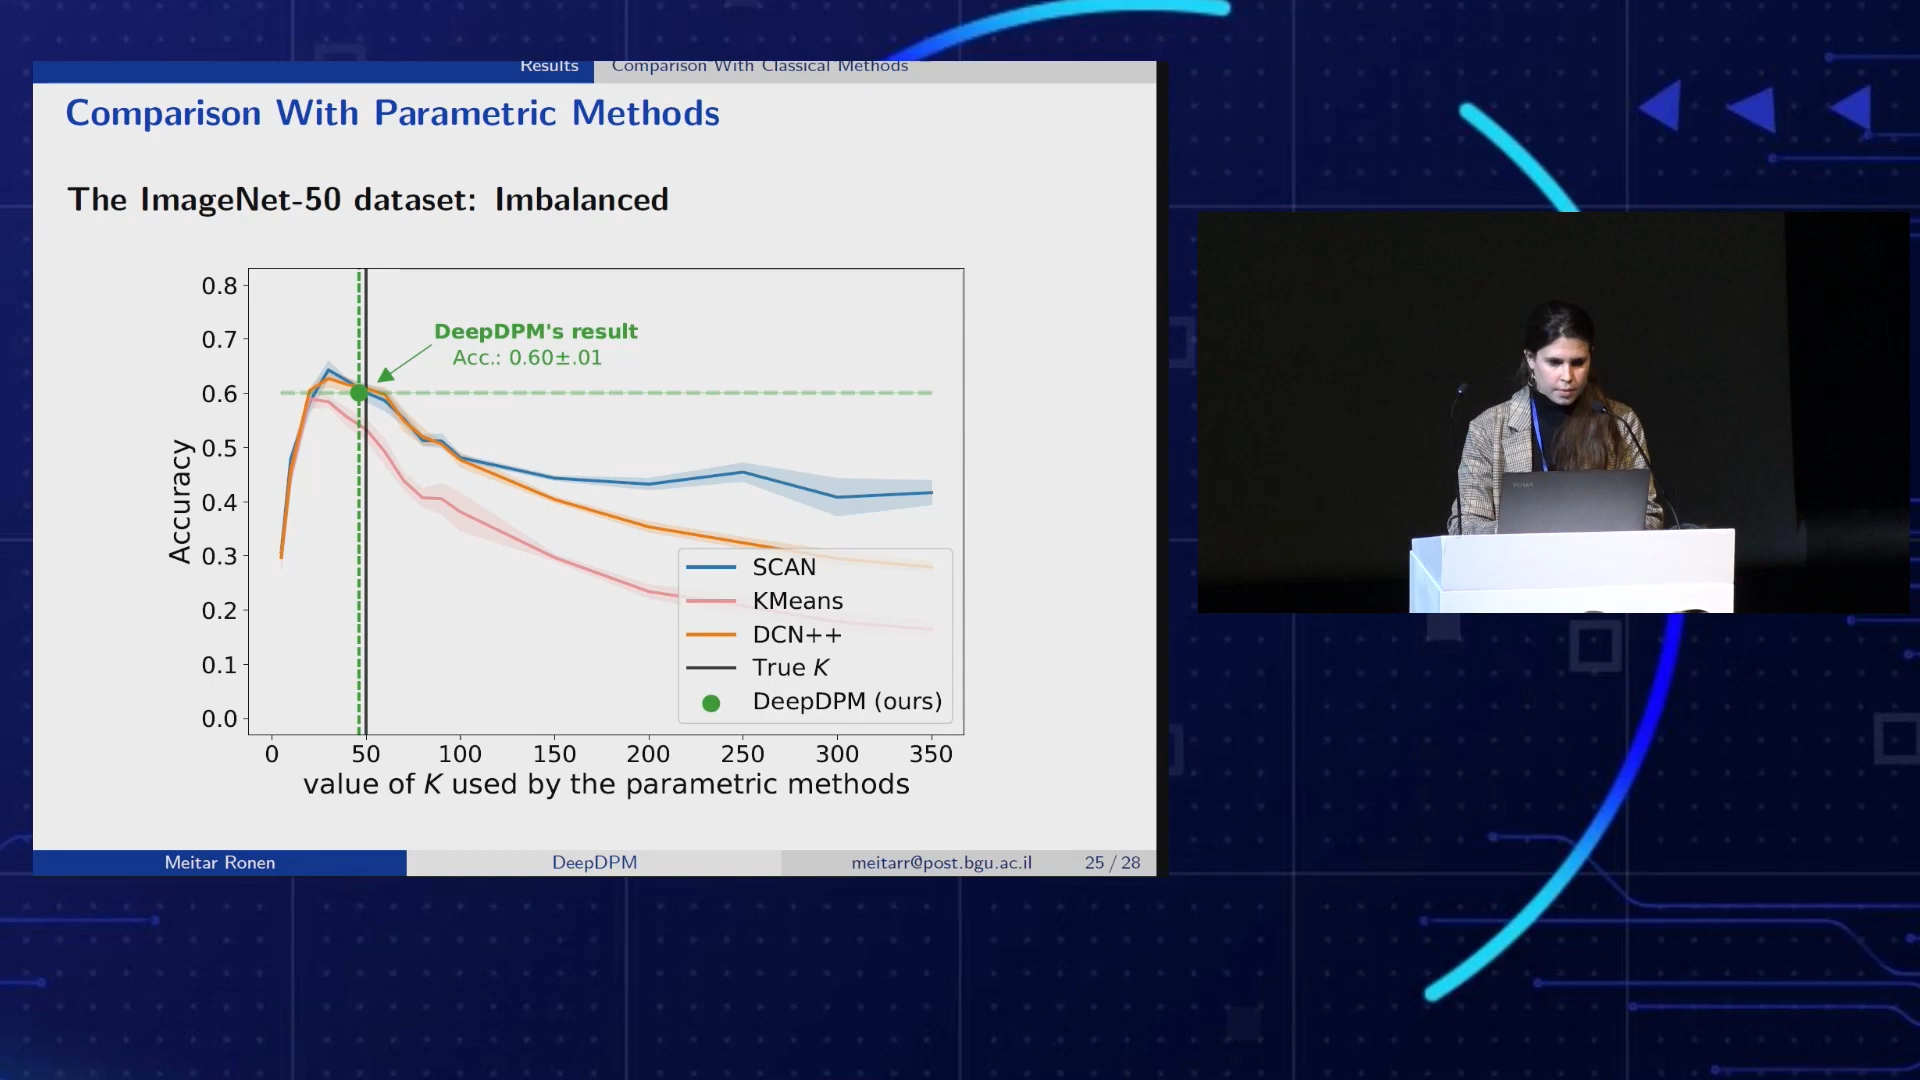 Results Comparison With Classical Methods
Comparison With Parametric Methods
The ImageNet-50 dataset: Imbalanced
DeepDPM's result
Acc.: 0.60±.01
Accuracy
0.8
0.7
0.6
0.5
0.4
0.3
0.2
0.1
0.0
SCAN
KMeans
DCN++
True K
DeepDPM (ours)
0 50 100 150 200 250 300 350
value of K used by the parametric methods
Meitar Ronen DeepDPM meitarr@post.bgu.ac.il 25 / 28
YOGA